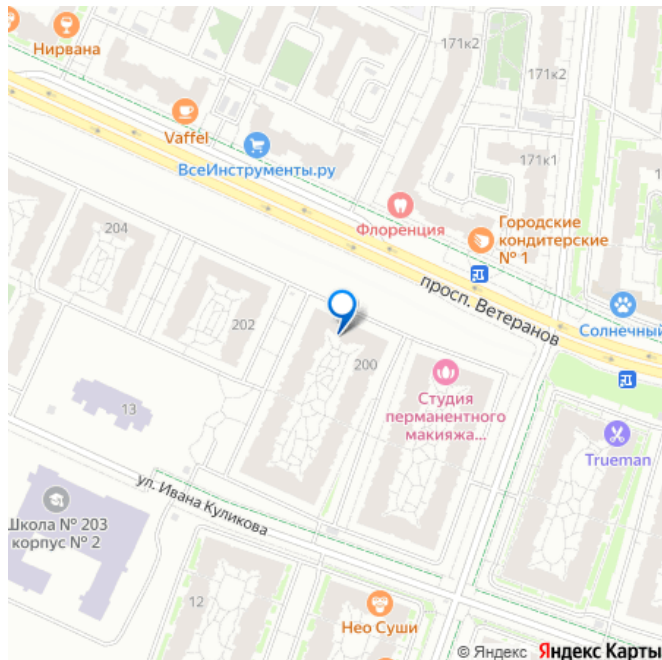 Нирвана
171к2
171к2
Vaffel
ВсеИнструменты.ру
171к1
1
Флоренция
Городские
кондитерские
№ 1
204
просп. Ветеранов
Солнечный
202
200
Студия
перманентного
макияжа...
13
Trueman
ул. Ивана Куликова
Школа № 203
корпус № 2
12
Нео Суши
© Яндекс Яндекс Карты